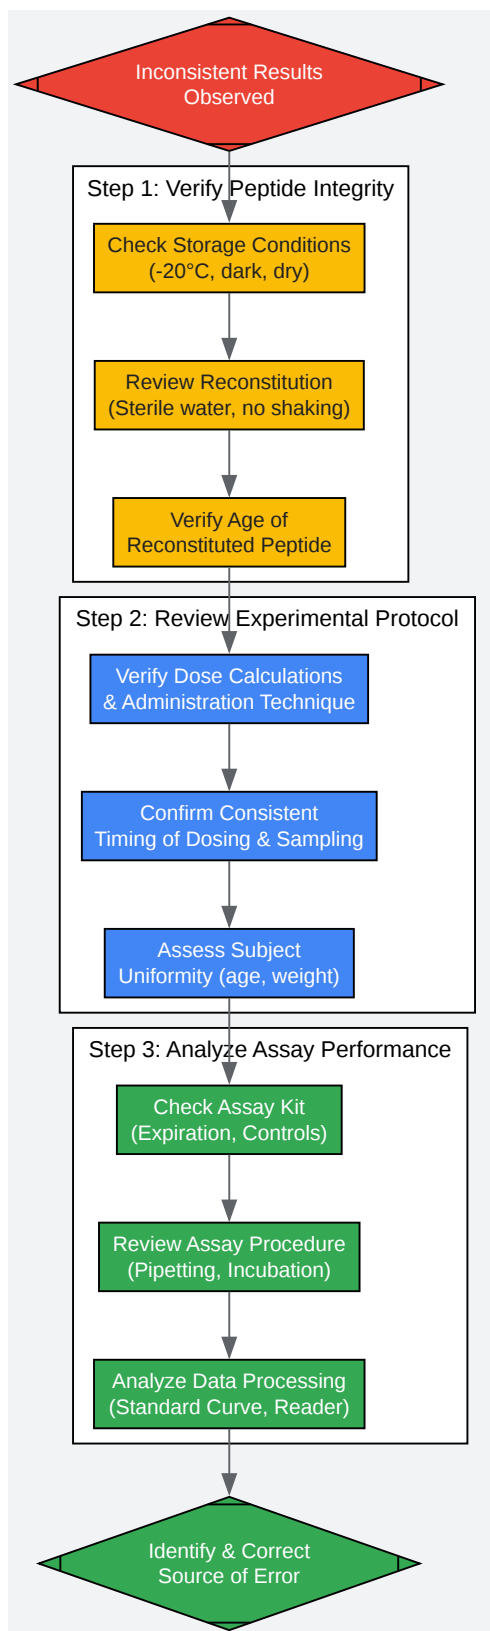 Inconsistent Results
Observed
Step 1: Verify Peptide Integrity
Check Storage Conditions
(-20°C, dark, dry)
Review Reconstitution
(Sterile water, no shaking)
Verify Age of
Reconstituted Peptide
Step 2: Review Experimental Protocol
Verify Dose Calculations
& Administration Technique
Confirm Consistent
Timing of Dosing & Sampling
Assess Subject
Uniformity (age, weight)
Step 3: Analyze Assay Performance
Check Assay Kit
(Expiration, Controls)
Review Assay Procedure
(Pipetting, Incubation)
Analyze Data Processing
(Standard Curve, Reader)
Identify & Correct
Source of Error